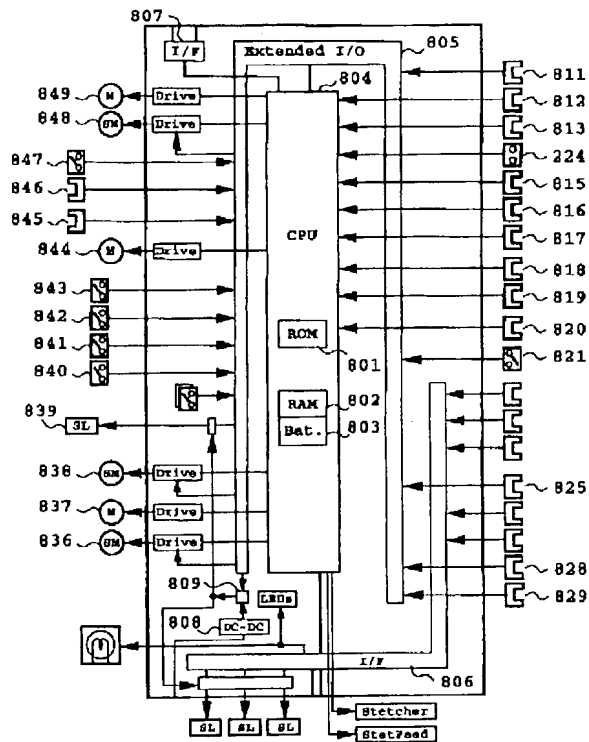 807
I/F
Extended I/O
805
804
811
849
M
Drive
812
848
SM
Drive
813
847
224
846
815
845
816
CPU
817
844
M
Drive
818
843
819
842
ROM
820
841
801
821
840
RAM
802
839
SL
Bat.
803
838
SM
Drive
825
837
M
Drive
836
SM
Drive
828
809
LEDs
829
808
DC-DC
I/F
806
SL
SL
SL
Stetcher
StetFeed